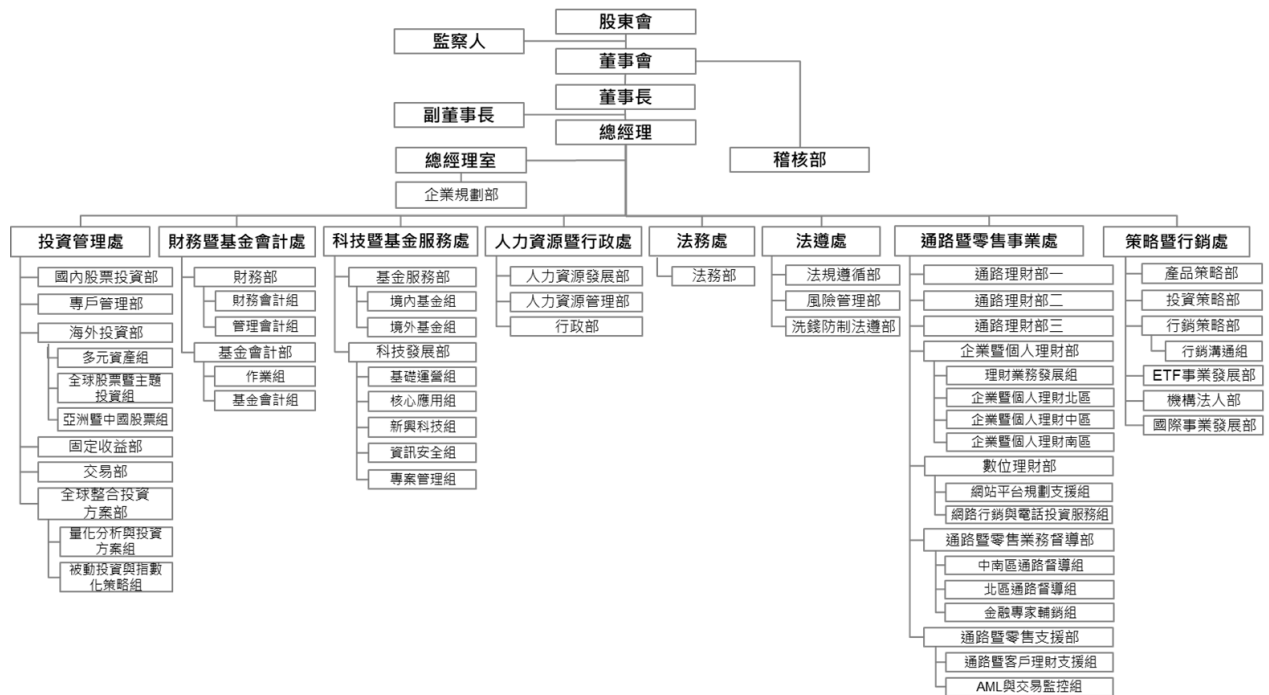 股東會
監察人
董事會
董事長
副董事長
總經理
總經理室
稽核部
企業規劃部
投資管理處
國內股票投資部
專戶管理部
海外投資部
多元資產組
全球股票暨主題
投資組
亞洲暨中國股票組
固定收益部
交易部
全球整合投資
方案部
量化分析與投資
方案組
被動投資與指數
化策略組
財務暨基金會計處
財務部
財務會計組
管理會計組
基金會計部
作業組
基金會計組
科技暨基金服務處
基金服務部
境內基金組
境外基金組
科技發展部
基礎運營組
核心應用組
新興科技組
資訊安全組
專案管理組
人力資源暨行政處
人力資源發展部
人力資源管理部
行政部
法務處
法務部
法遵處
法規遵循部
風險管理部
洗錢防制法遵部
通路暨零售事業處
通路理財部一
通路理財部二
通路理財部三
企業暨個人理財部
理財業務發展組
企業暨個人理財北區
企業暨個人理財中區
企業暨個人理財南區
數位理財部
網站平台規劃支援組
網路行銷與電話投資服務組
通路暨零售業務督導部
中南區通路督導組
北區通路督導組
金融專家輔銷組
通路暨零售支援部
通路暨客戶理財支援組
AML與交易監控組
策略暨行銷處
產品策略部
投資策略部
行銷策略部
行銷溝通組
ETF事業發展部
機構法人部
國際事業發展部